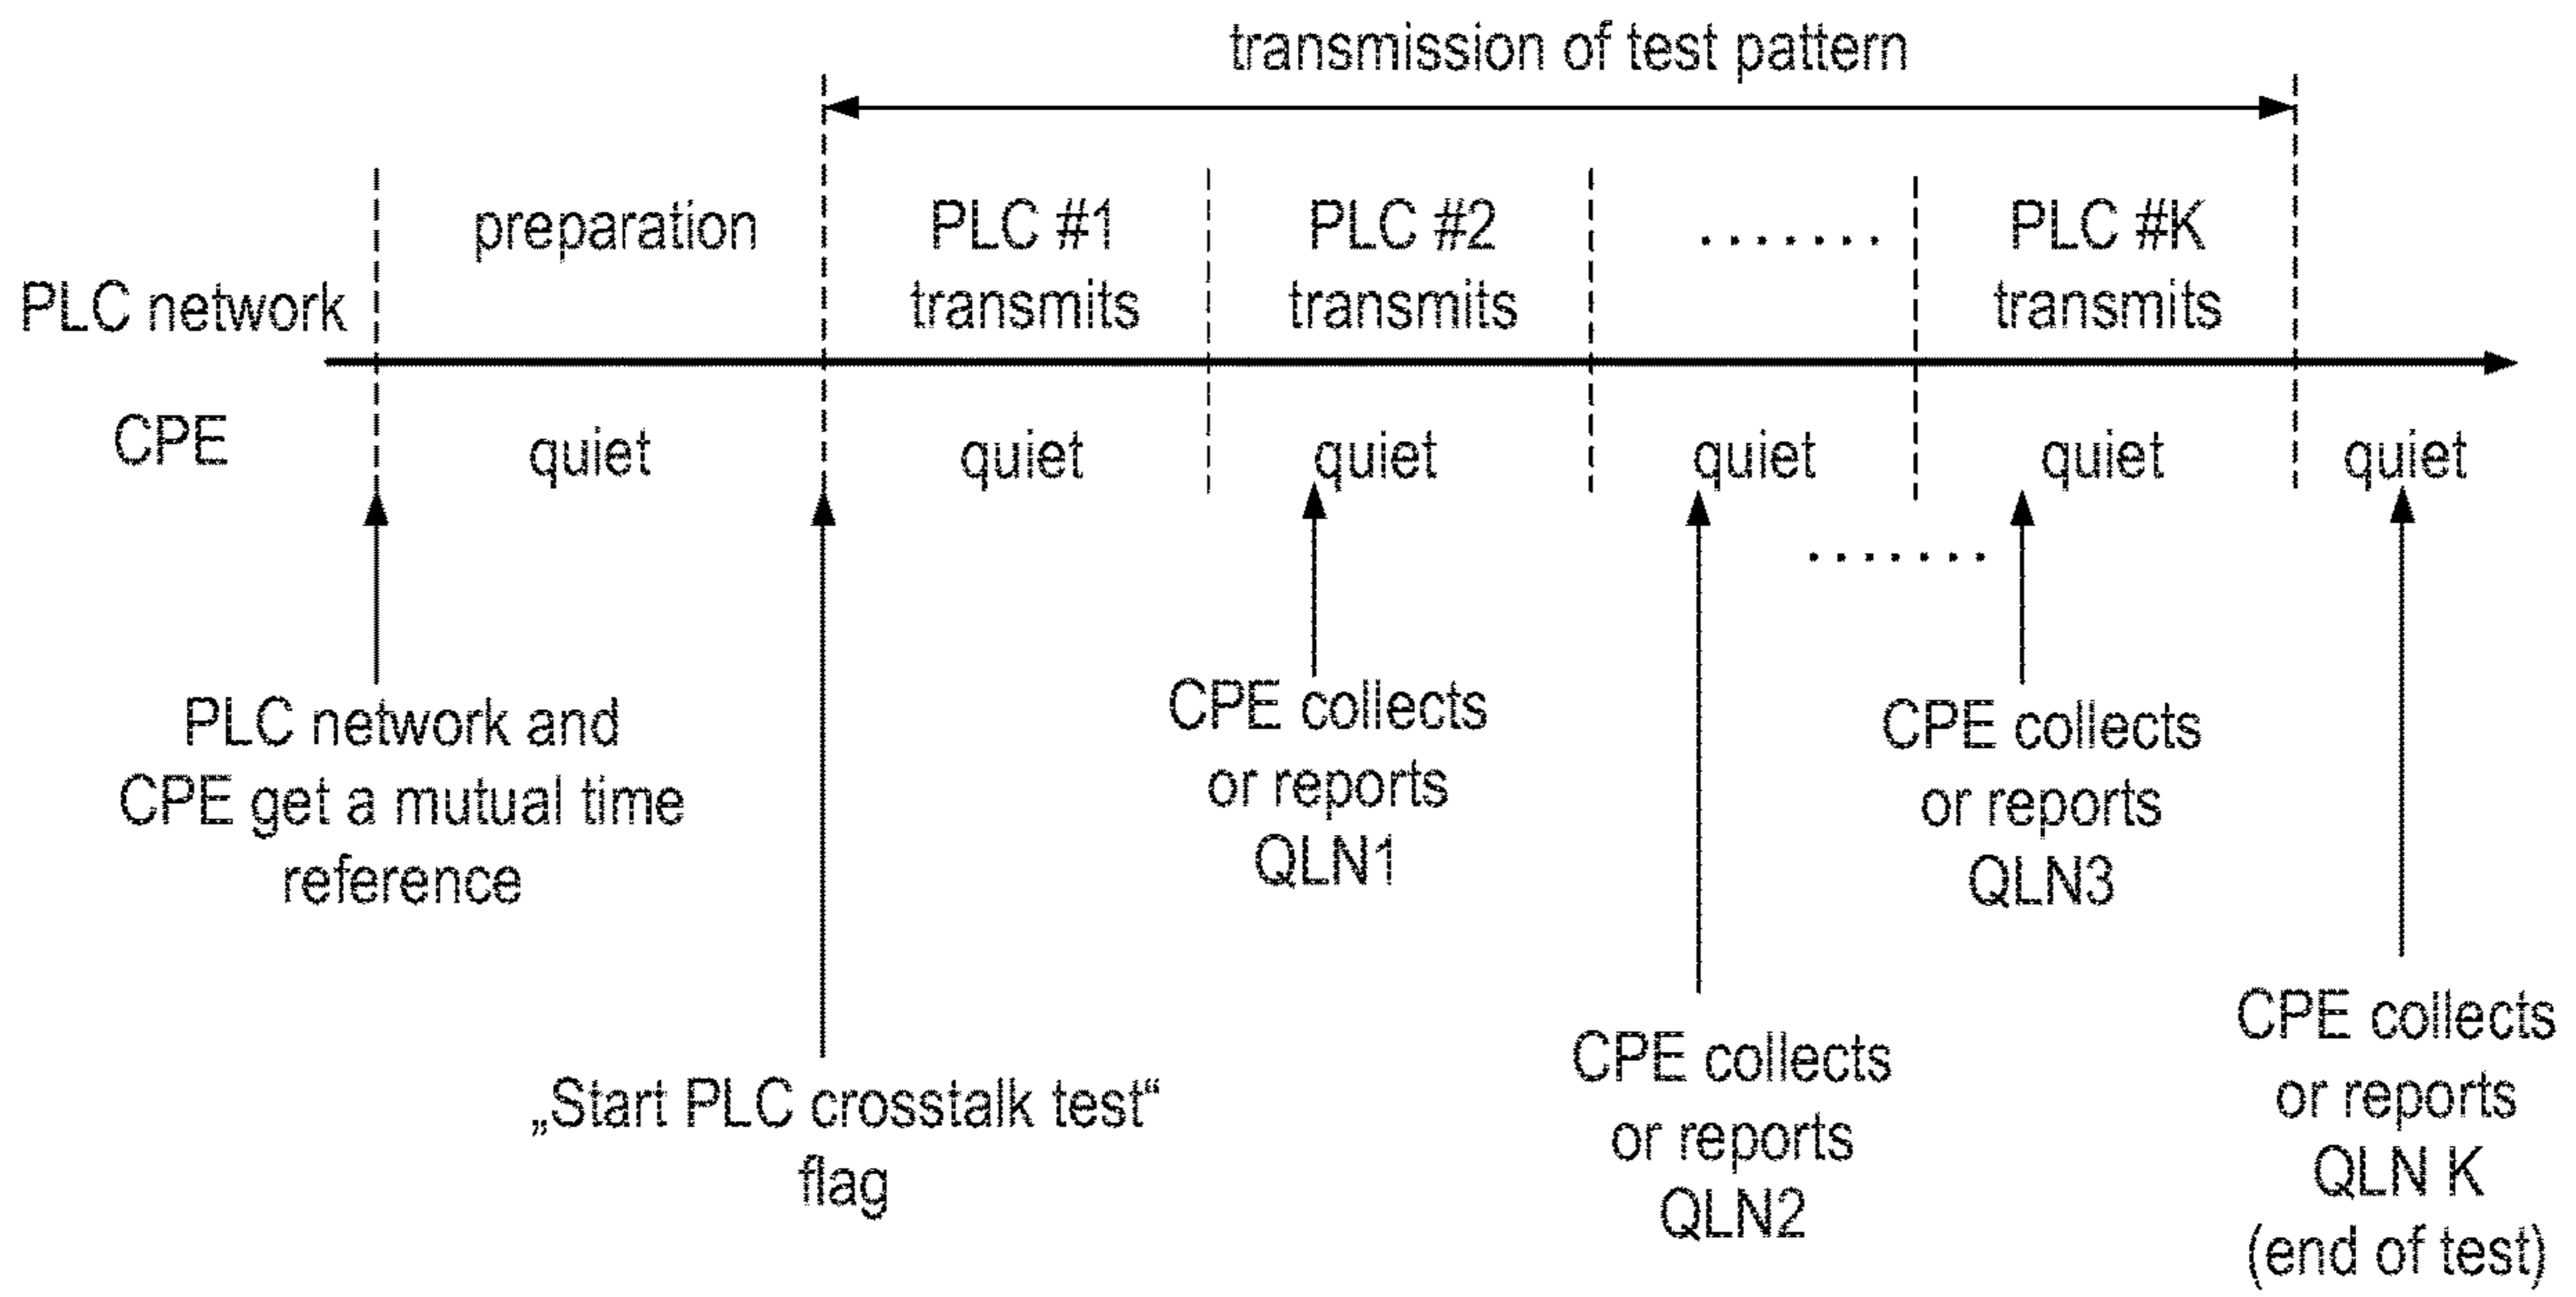 transmission of test pattern
preparation
PLC #1
transmits
PLC #2
transmits
.......
PLC #K
transmits
PLC network
CPE
quiet
quiet
quiet
quiet
quiet
quiet
.......
PLC network and
CPE get a mutual time
reference
„Start PLC crosstalk test“
flag
CPE collects
or reports
QLN1
CPE collects
or reports
QLN2
CPE collects
or reports
QLN3
CPE collects
or reports
QLN K
(end of test)